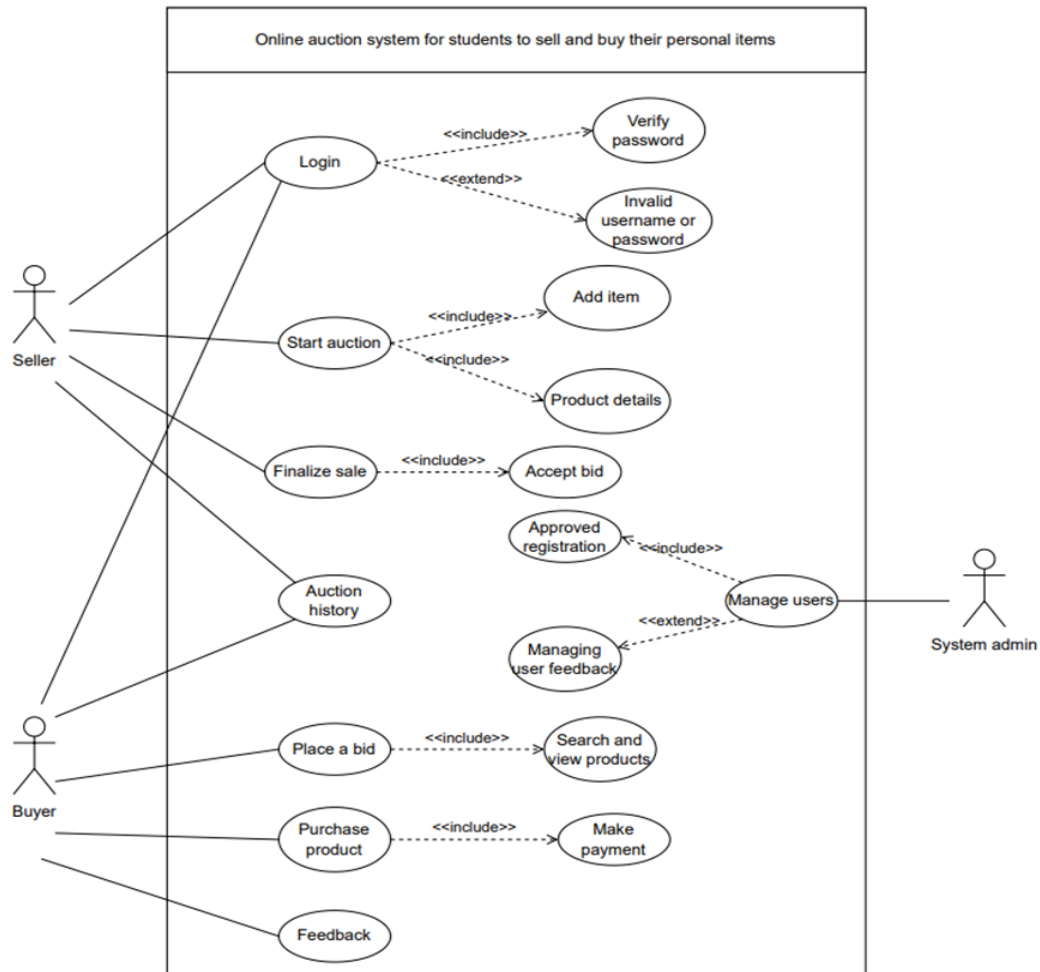 Online auction system for students to sell and buy their personal items
Verify
password
<<include>>
Login
<<extend>>
Invalid
username or
password
Add item
<<include>>
Start auction
<<include>>
Seller
Product details
Finalize sale
<<include>>
Accept bid
Approved
registration
<<include>>
Auction
history
Manage users
<<extend>>
System admin
Managing
user feedback
Place a bid
<<include>>
Search and
view products
Buyer
Purchase
product
<<include>>
Make
payment
Feedback